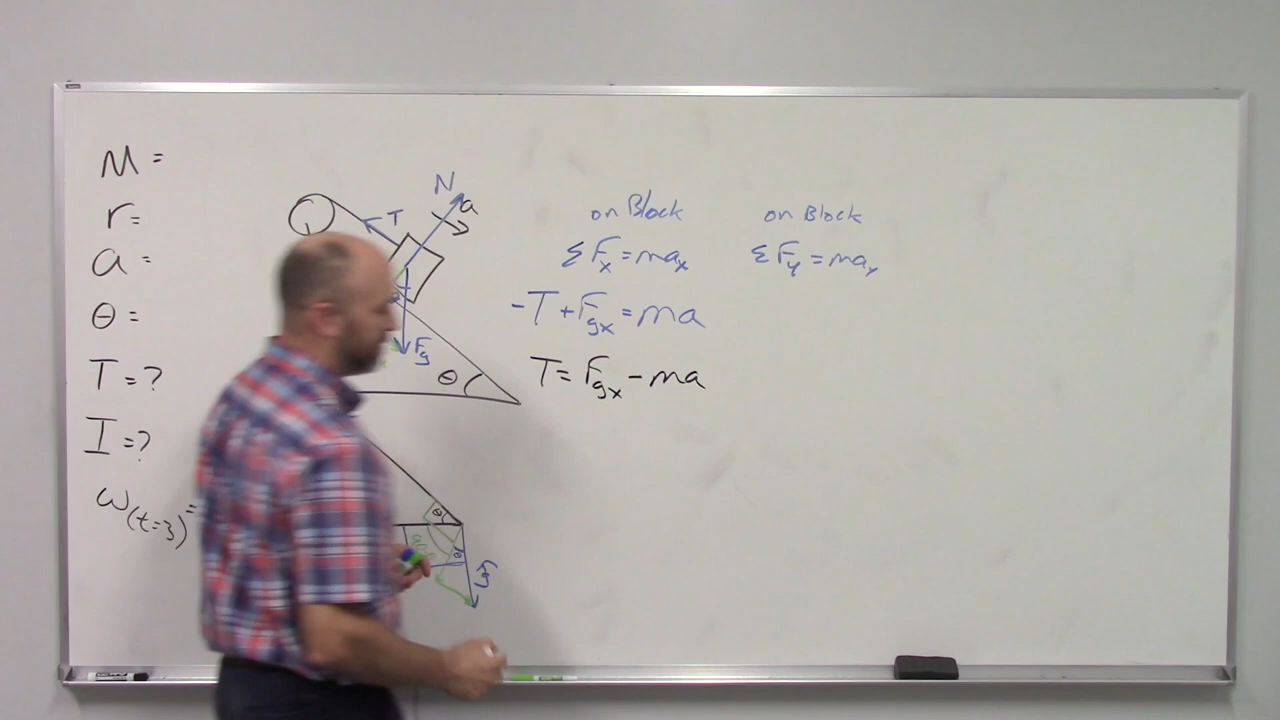 M =
r =
a =
θ =
T = ?
I = ?
ω(t=3) =
N
a
T
Fg
θ
θ
θ
Fg
on Block
ΣFx = max
-T + Fgx = ma
T = Fgx - ma
on Block
ΣFy = may